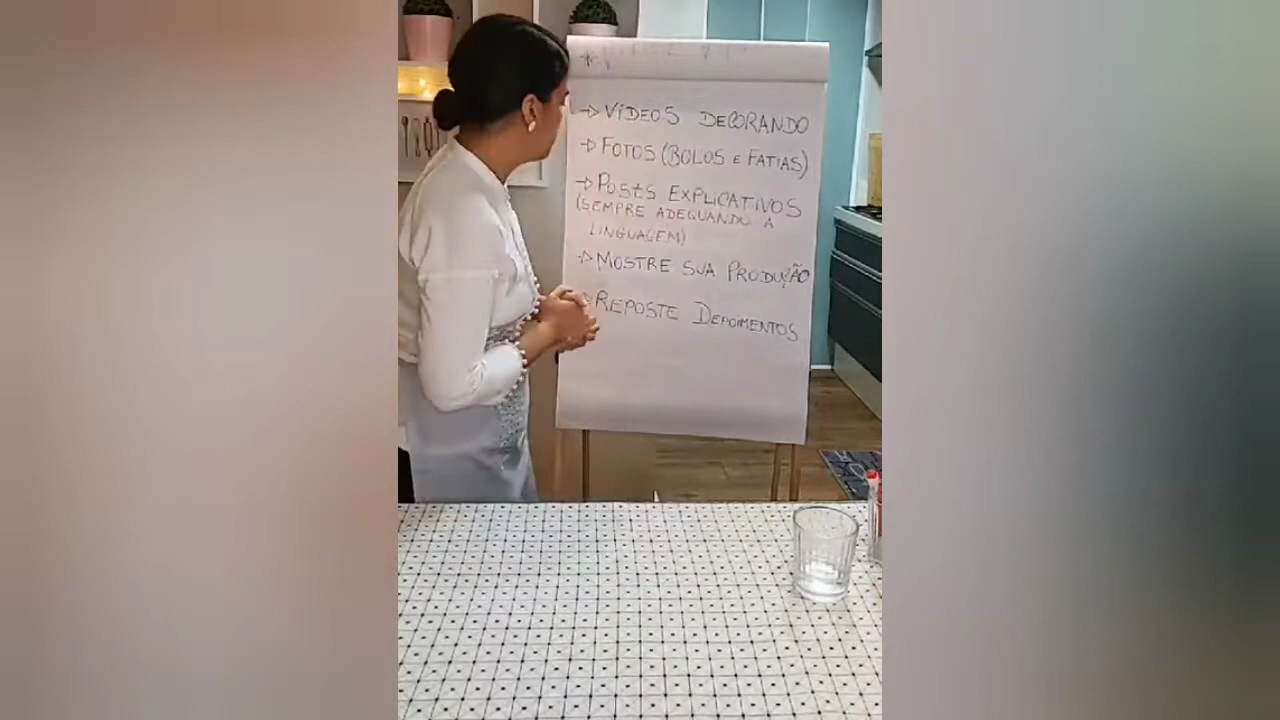 → VÍDEOS DECORANDO
→ FOTOS (BOLOS E FATIAS)
→ POSTS EXPLICATIVOS
(SEMPRE ADEQUANDO A
LINGUAGEM)
→ MOSTRE SUA PRODUÇÃO
REPOSTE DEPOIMENTOS